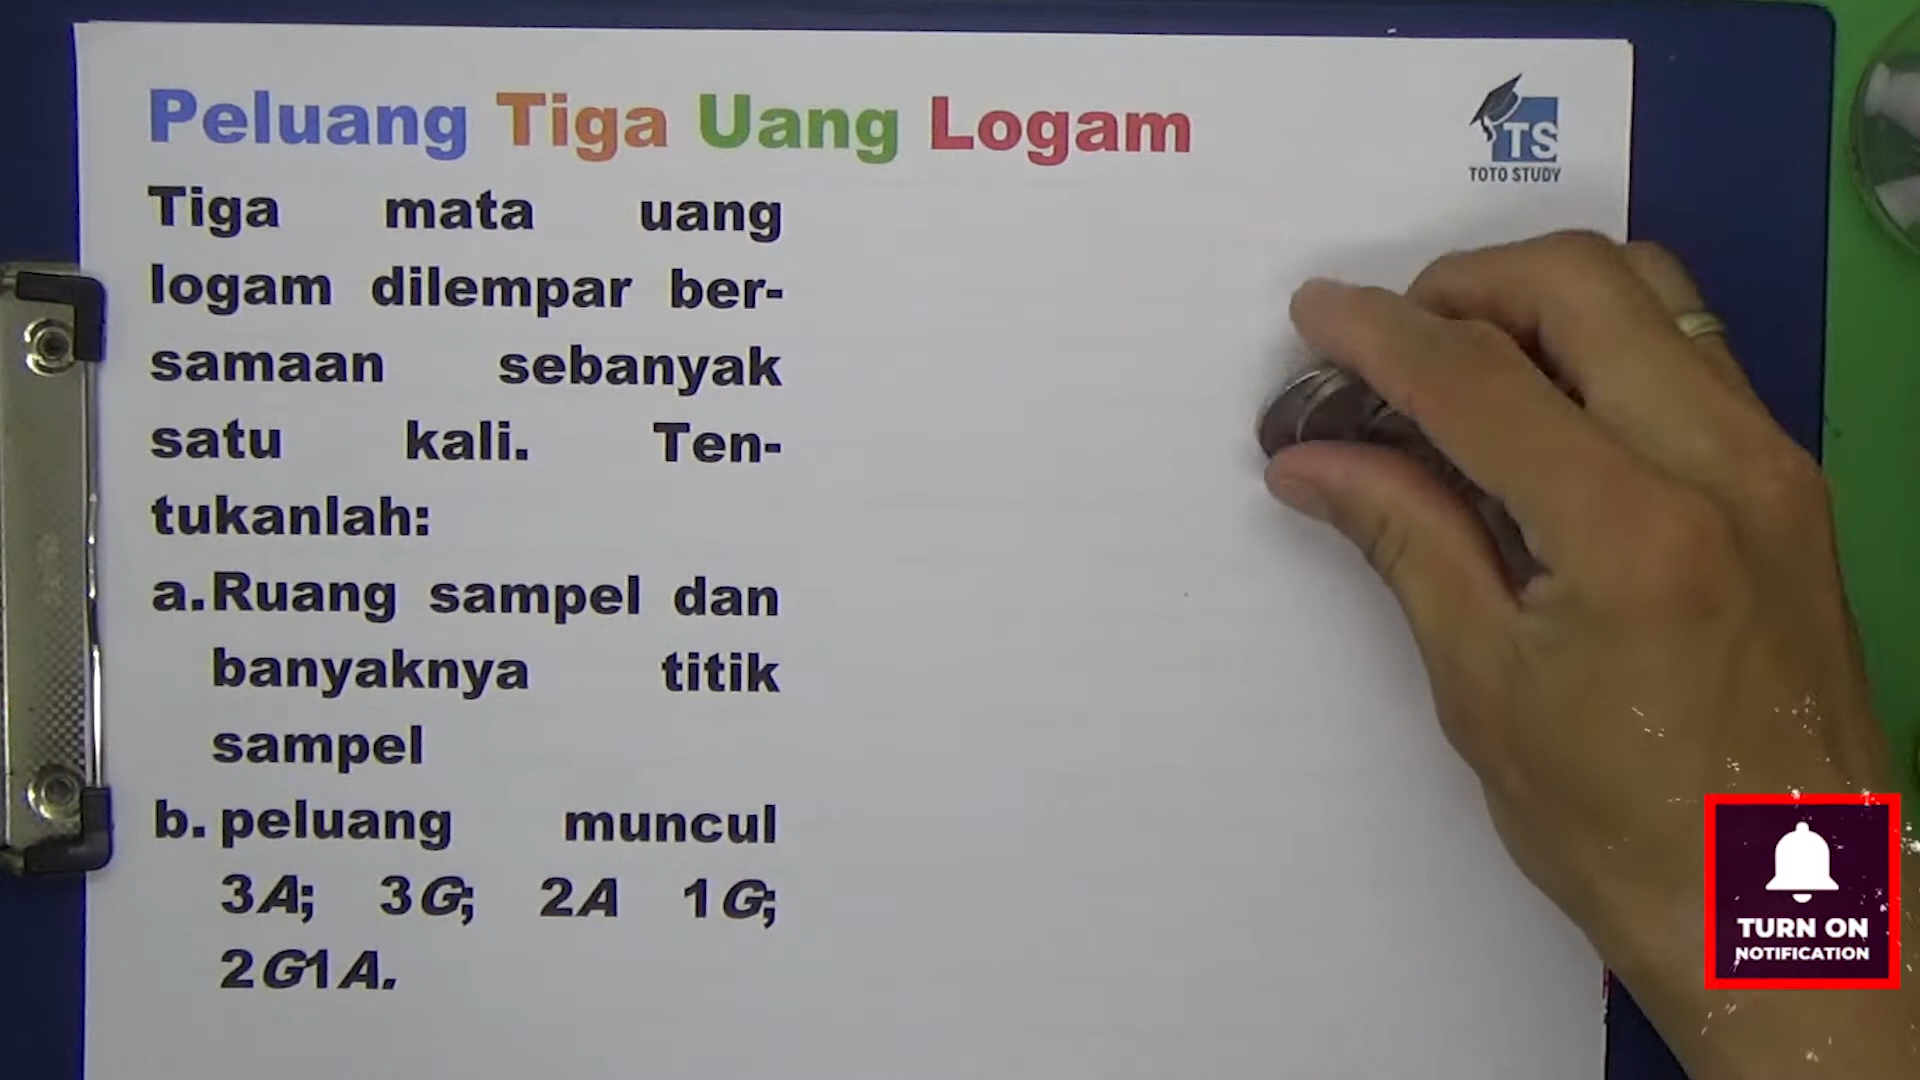 Peluang Tiga Uang Logam
TS
TOTO STUDY
Tiga mata uang
logam dilempar ber-
samaan sebanyak
satu kali. Ten-
tukanlah:
a. Ruang sampel dan
banyaknya titik
sampel
b. peluang muncul
3A; 3G; 2A 1G;
2G1A.
TURN ON
NOTIFICATION